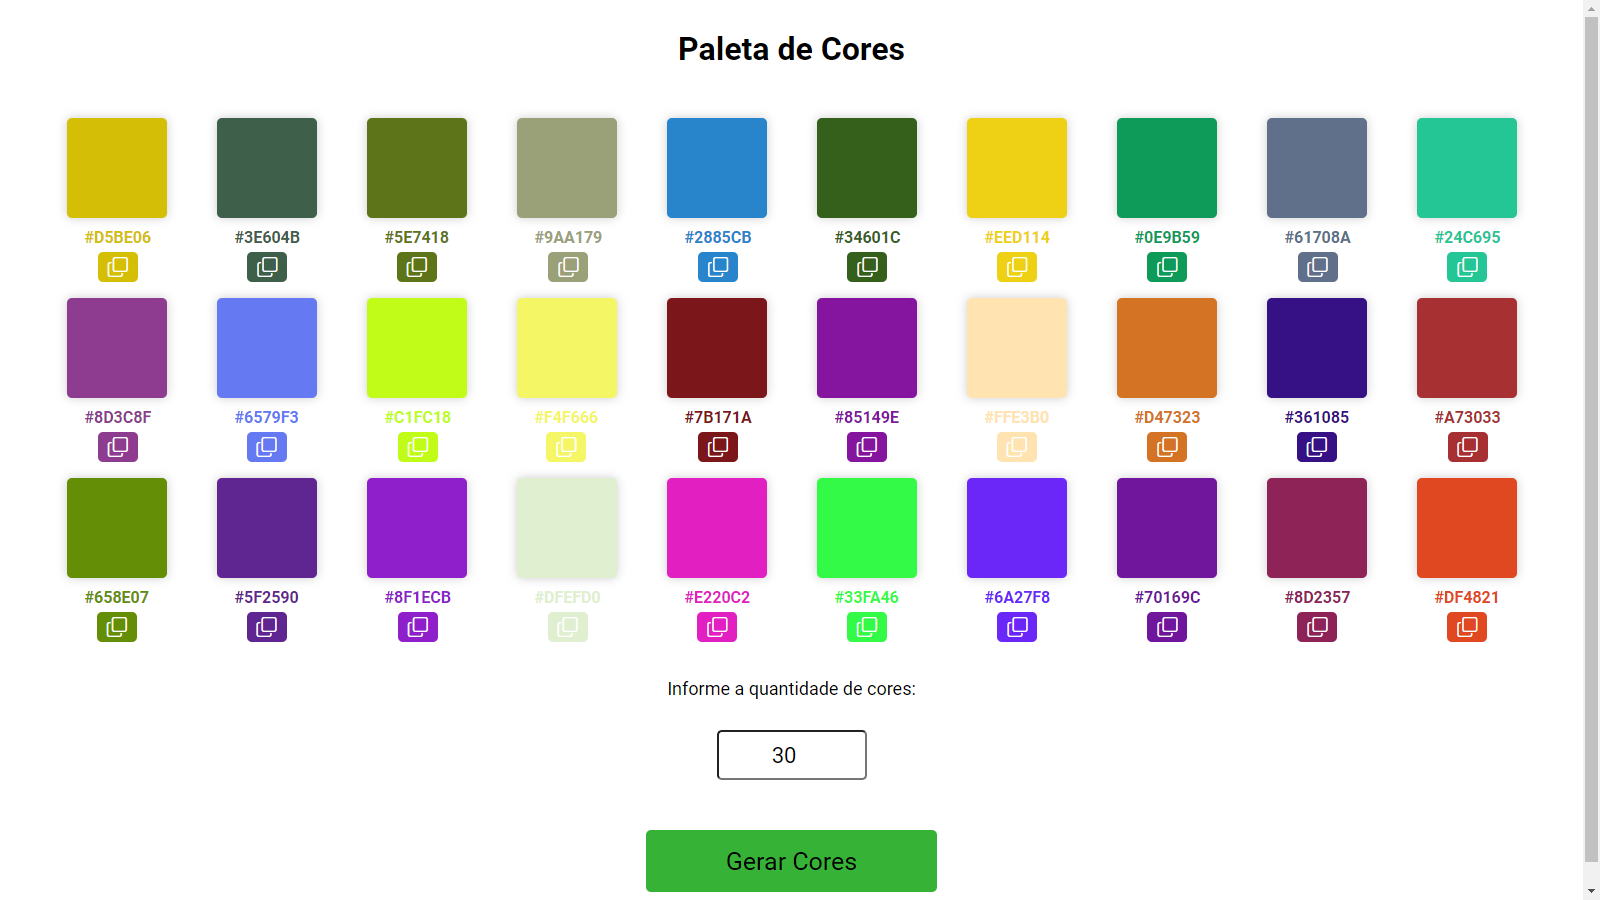 Paleta de Cores
#D5BE06 #3E604B #5E7418 #9AA179 #2885CB #34601C #EED114 #0E9B59 #61708A #24C695
#8D3C8F #6579F3 #C1FC18 #F4F666 #7B171A #85149E #FFE3B0 #D47323 #361085 #A73033
#658E07 #5F2590 #8F1ECB #DFEFD0 #E220C2 #33FA46 #6A27F8 #70169C #8D2357 #DF4821
Informe a quantidade de cores:
30
Gerar Cores